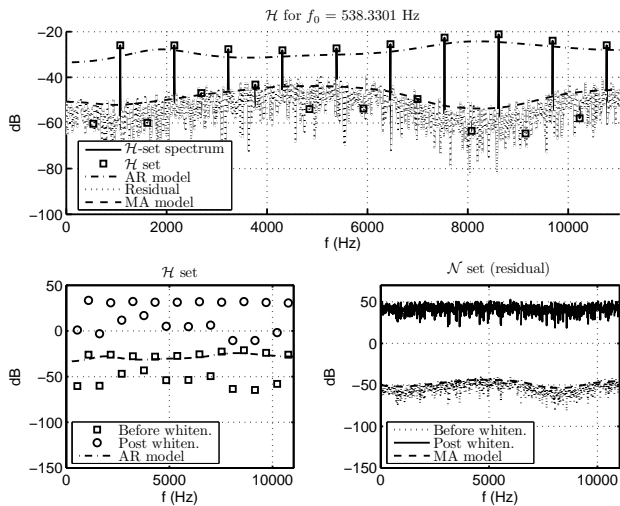 ℋ for f₀ = 538.3301 Hz
−20
−40
−60
−80
−100
dB
ℋ-set spectrum
ℋ set
AR model
Residual
MA model
0 2000 4000 6000 8000 10000
f (Hz)
ℋ set
50
0
−50
−100
−150
dB
Before whiten.
Post whiten.
AR model
0 5000 10000
f (Hz)
𝒩 set (residual)
50
0
−50
−100
−150
dB
Before whiten.
Post whiten.
MA model
0 5000 10000
f (Hz)